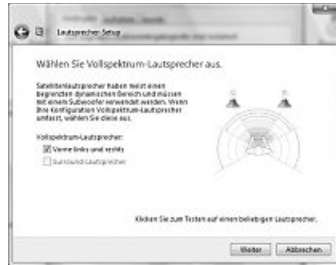 Lautsprecher-Setup
Wählen Sie Vollspektrum-Lautsprecher aus.
Satellitenlautsprecher haben meist einen
begrenzten dynamischen Bereich und müssen
mit einem Subwoofer verwendet werden. Wenn
Ihre Konfiguration Vollspektrum-Lautsprecher
umfasst, wählen Sie diese aus.
Vollspektrum-Lautsprecher:
Vorne links und rechts
Surround-Lautsprecher
Klicken Sie zum Testen auf einen beliebigen Lautsprecher.
Weiter
Abbrechen